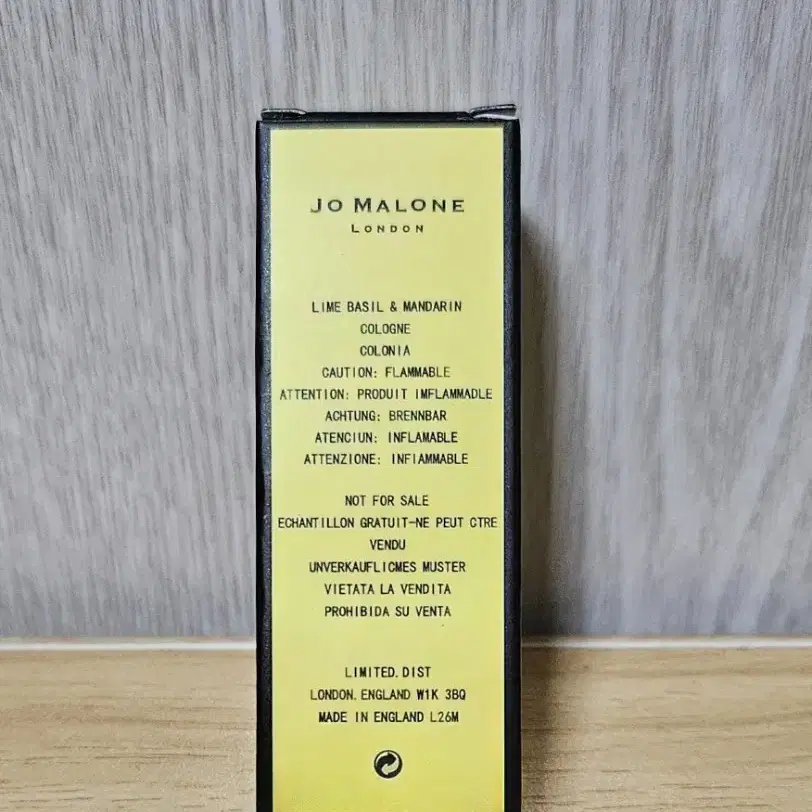 JO MALONE
LONDON
LIME BASIL & MANDARIN
COLOGNE
COLONIA
CAUTION: FLAMMABLE
ATTENTION: PRODUIT IMFLAMMADLE
ACHTUNG: BRENNBAR
ATENCIUN: INFLAMABLE
ATTENZIONE: INFIAMMABLE
NOT FOR SALE
ECHANTILLON GRATUIT-NE PEUT CTRE
VENDU
UNVERKAUFLICMES MUSTER
VIETATA LA VENDITA
PROHIBIDA SU VENTA
LIMITED. DIST
LONDON. ENGLAND W1K 3BQ
MADE IN ENGLAND L26M